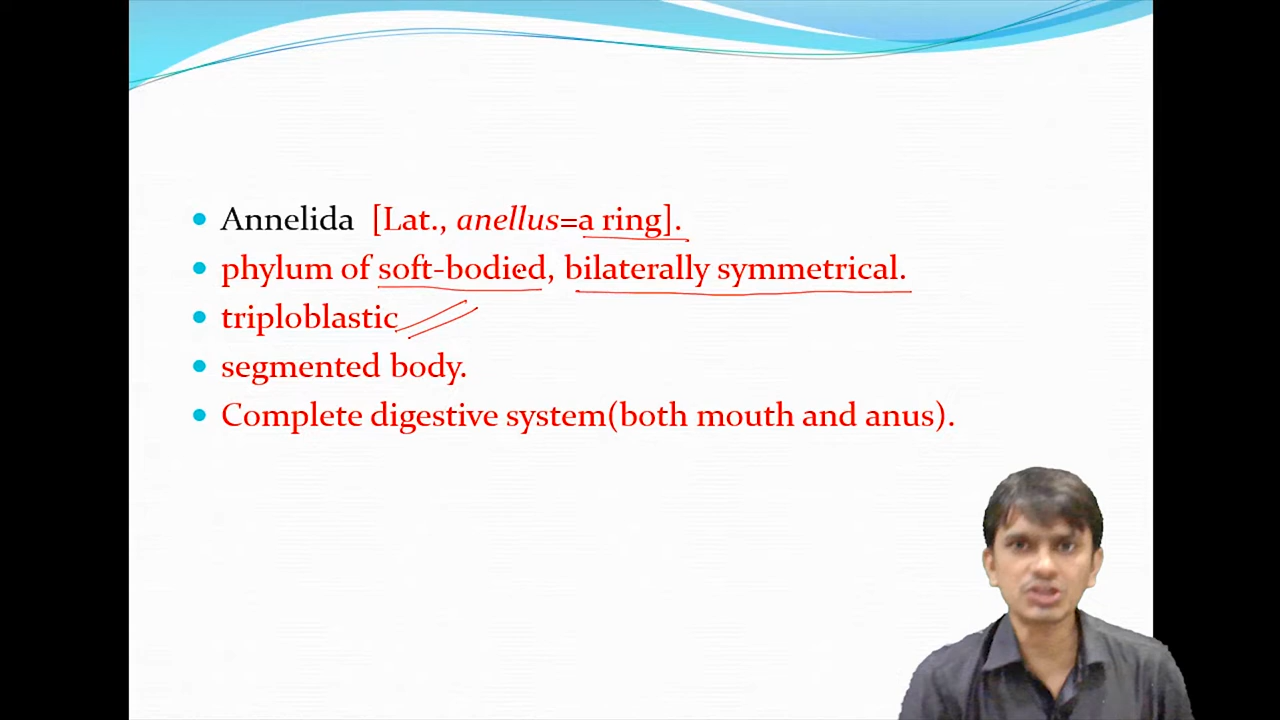 Annelida [Lat., anellus=a ring].
phylum of soft-bodied, bilaterally symmetrical.
triploblastic
segmented body.
Complete digestive system(both mouth and anus).